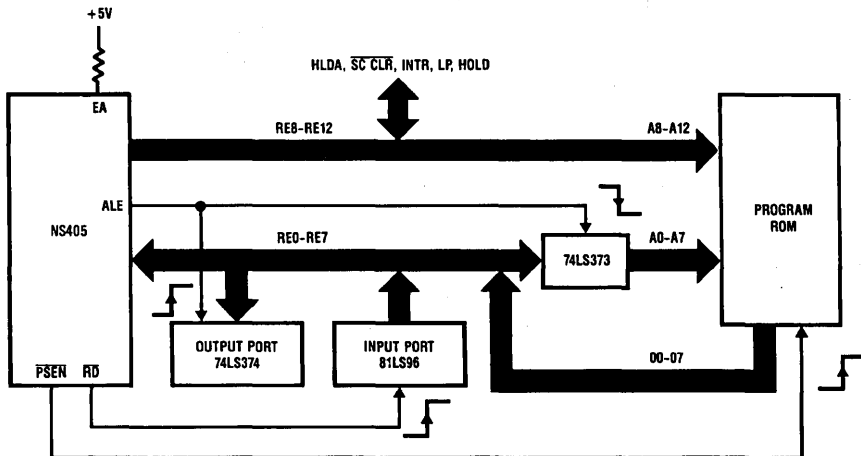 +5V
HLDA, SC CLR, INTR, LP, HOLD
EA
RE8-RE12
A8-A12
NS405
ALE
PROGRAM
ROM
RE0-RE7
74LS373
A0-A7
OUTPUT PORT
74LS374
INPUT PORT
81LS96
00-07
PSEN RD